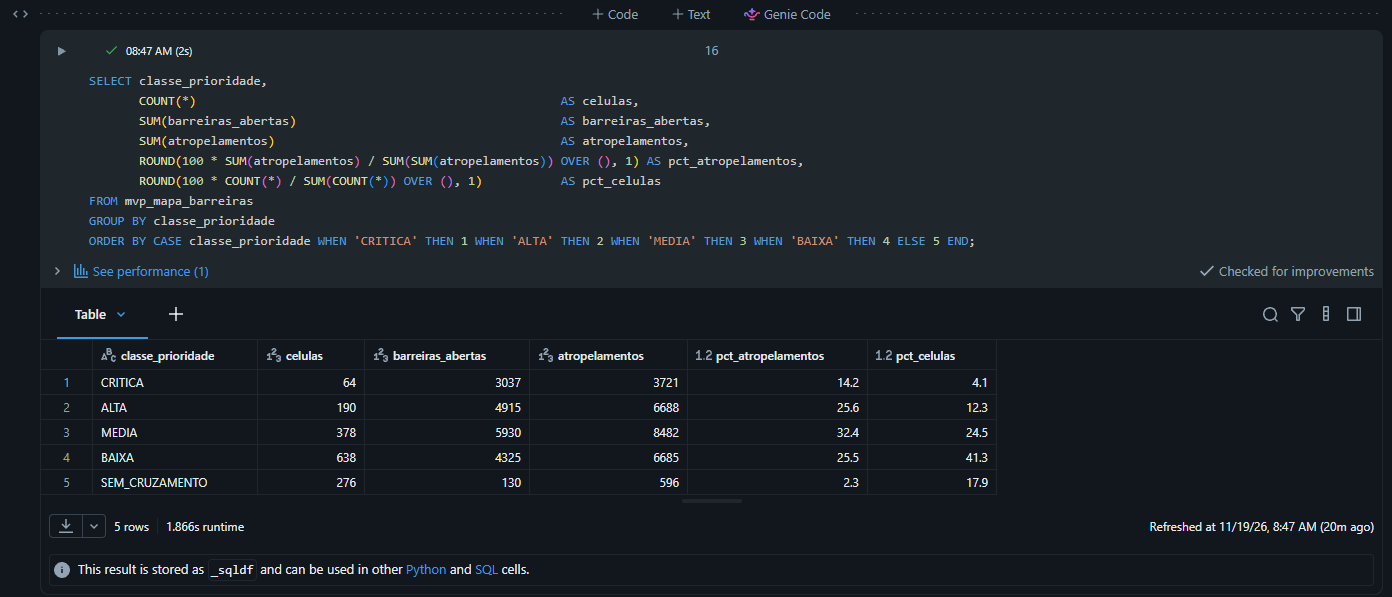 + Code + Text Genie Code
08:47 AM (2s) 16
SELECT classe_prioridade,
COUNT(*) AS celulas,
SUM(barreiras_abertas) AS barreiras_abertas,
SUM(atropelamentos) AS atropelamentos,
ROUND(100 * SUM(atropelamentos) / SUM(SUM(atropelamentos)) OVER (), 1) AS pct_atropelamentos,
ROUND(100 * COUNT(*) / SUM(COUNT(*)) OVER (), 1) AS pct_celulas
FROM mvp_mapa_barreiras
GROUP BY classe_prioridade
ORDER BY CASE classe_prioridade WHEN 'CRITICA' THEN 1 WHEN 'ALTA' THEN 2 WHEN 'MEDIA' THEN 3 WHEN 'BAIXA' THEN 4 ELSE 5 END;
See performance (1) Checked for improvements
Table +
ABC classe_prioridade 123 celulas 123 barreiras_abertas 123 atropelamentos 1.2 pct_atropelamentos 1.2 pct_celulas
1 CRITICA 64 3037 3721 14.2 4.1
2 ALTA 190 4915 6688 25.6 12.3
3 MEDIA 378 5930 8482 32.4 24.5
4 BAIXA 638 4325 6685 25.5 41.3
5 SEM_CRUZAMENTO 276 130 596 2.3 17.9
5 rows 1.866s runtime Refreshed at 11/19/26, 8:47 AM (20m ago)
This result is stored as _sqldf and can be used in other Python and SQL cells.